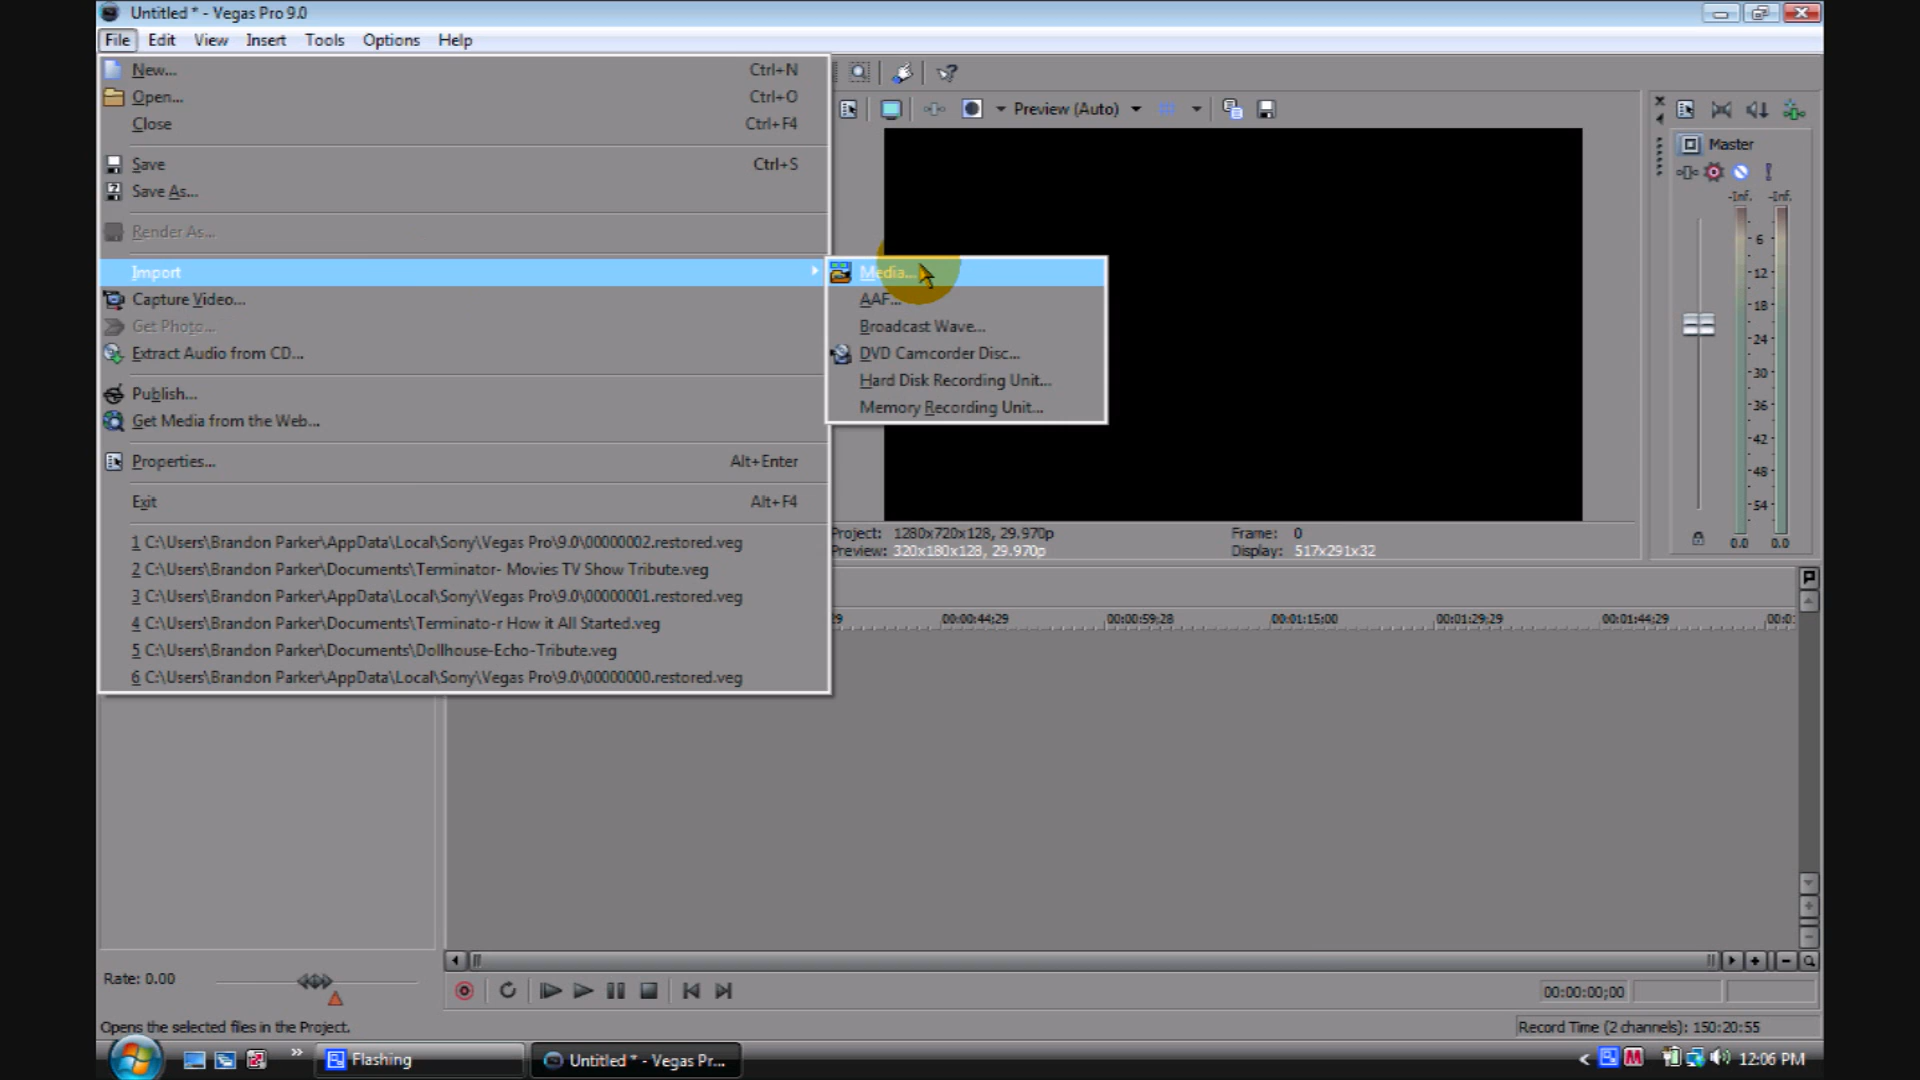 Untitled * - Vegas Pro 9.0
File Edit View Insert Tools Options Help
New... Ctrl+N
Open... Ctrl+O
Close Ctrl+F4
Save Ctrl+S
Save As...
Render As...
Import
Capture Video...
Get Photo...
Extract Audio from CD...
Publish...
Get Media from the Web...
Properties... Alt+Enter
Exit Alt+F4
1 C:\Users\Brandon Parker\AppData\Local\Sony\Vegas Pro\9.0\00000002.restored.veg
2 C:\Users\Brandon Parker\Documents\Terminator- Movies TV Show Tribute.veg
3 C:\Users\Brandon Parker\AppData\Local\Sony\Vegas Pro\9.0\00000001.restored.veg
4 C:\Users\Brandon Parker\Documents\Terminato-r How it All Started.veg
5 C:\Users\Brandon Parker\Documents\Dollhouse-Echo-Tribute.veg
6 C:\Users\Brandon Parker\AppData\Local\Sony\Vegas Pro\9.0\00000000.restored.veg
Media...
AAF...
Broadcast Wave...
DVD Camcorder Disc...
Hard Disk Recording Unit...
Memory Recording Unit...
Preview (Auto)
Master
-Inf. -Inf.
6
12
18
24
30
36
42
48
54
0.0 0.0
Project: 1280x720x128, 29.970p Frame: 0
Preview: 320x180x128, 29.970p Display: 517x291x32
29 00:00:44;29 00:00:59;28 00:01:15;00 00:01:29;29 00:01:44;29 00:0
Rate: 0.00
00:00:00;00
Opens the selected files in the Project.
Record Time (2 channels): 150:20:55
Flashing
Untitled * - Vegas Pr...
12:06 PM